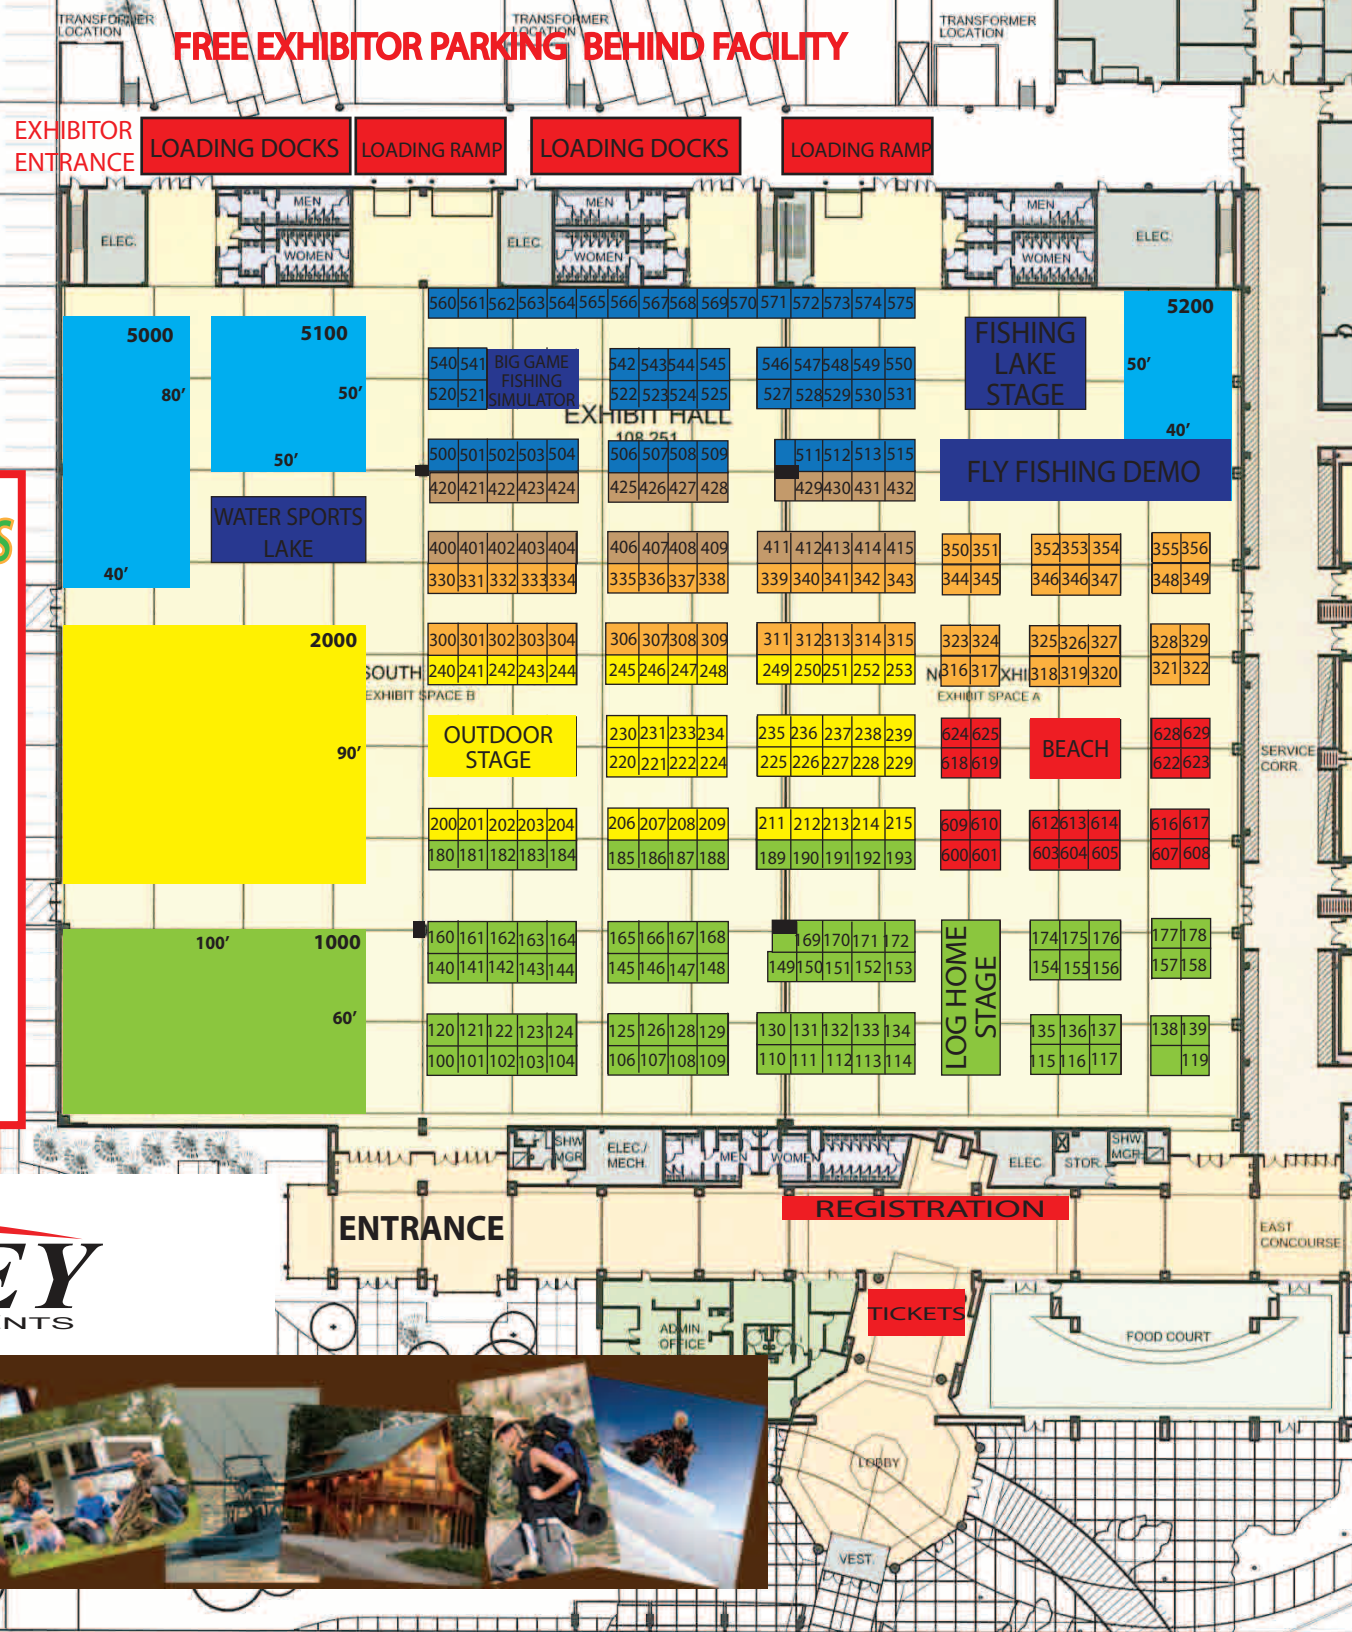 TRANSFORMER LOCATION
TRANSFORMER LOCATION
TRANSFORMER LOCATION
FREE EXHIBITOR PARKING BEHIND FACILITY
EXHIBITOR ENTRANCE
LOADING DOCKS
LOADING RAMP
LOADING DOCKS
LOADING RAMP
MEN
MEN
MEN
ELEC.
WOMEN
ELEC.
WOMEN
WOMEN
ELEC.
560 561 562 563 564 565 566 567 568 569 570 571 572 573 574 575
5000
80'
40'
5100
50'
50'
5200
50'
40'
FISHING
LAKE
STAGE
540 541
BIG GAME
FISHING
SIMULATOR
542 543 544 545
546 547 548 549 550
520 521
522 523 524 525
527 528 529 530 531
EXHIBIT HALL
108,251
500 501 502 503 504
506 507 508 509
511 512 513 515
420 421 422 423 424
425 426 427 428
429 430 431 432
FLY FISHING DEMO
WATER SPORTS
LAKE
S
400 401 402 403 404
406 407 408 409
411 412 413 414 415
350 351
352 353 354
355 356
330 331 332 333 334
335 336 337 338
339 340 341 342 343
344 345
346 346 347
348 349
2000
90'
300 301 302 303 304
306 307 308 309
311 312 313 314 315
323 324
325 326 327
328 329
SOUTH
EXHIBIT SPACE B
240 241 242 243 244
245 246 247 248
249 250 251 252 253
316 317
318 319 320
321 322
EXHIBIT SPACE A
OUTDOOR
STAGE
230 231 233 234
235 236 237 238 239
624 625
BEACH
628 629
220 221 222 224
225 226 227 228 229
618 619
622 623
SERVICE
CORR.
200 201 202 203 204
206 207 208 209
211 212 213 214 215
609 610
612 613 614
616 617
180 181 182 183 184
185 186 187 188
189 190 191 192 193
600 601
603 604 605
607 608
100'
1000
60'
160 161 162 163 164
165 166 167 168
169 170 171 172
174 175 176
177 178
140 141 142 143 144
145 146 147 148
149 150 151 152 153
154 155 156
157 158
LOG HOME
STAGE
120 121 122 123 124
125 126 128 129
130 131 132 133 134
135 136 137
138 139
100 101 102 103 104
106 107 108 109
110 111 112 113 114
115 116 117
119
SHW
MGR
ELEC./
MECH.
MEN
WOMEN
ELEC.
STOR.
SHW.
MGR
ENTRANCE
REGISTRATION
EAST
CONCOURSE
EY
NTS
TICKETS
ADMIN.
OFFICE
FOOD COURT
LOBBY
VEST.